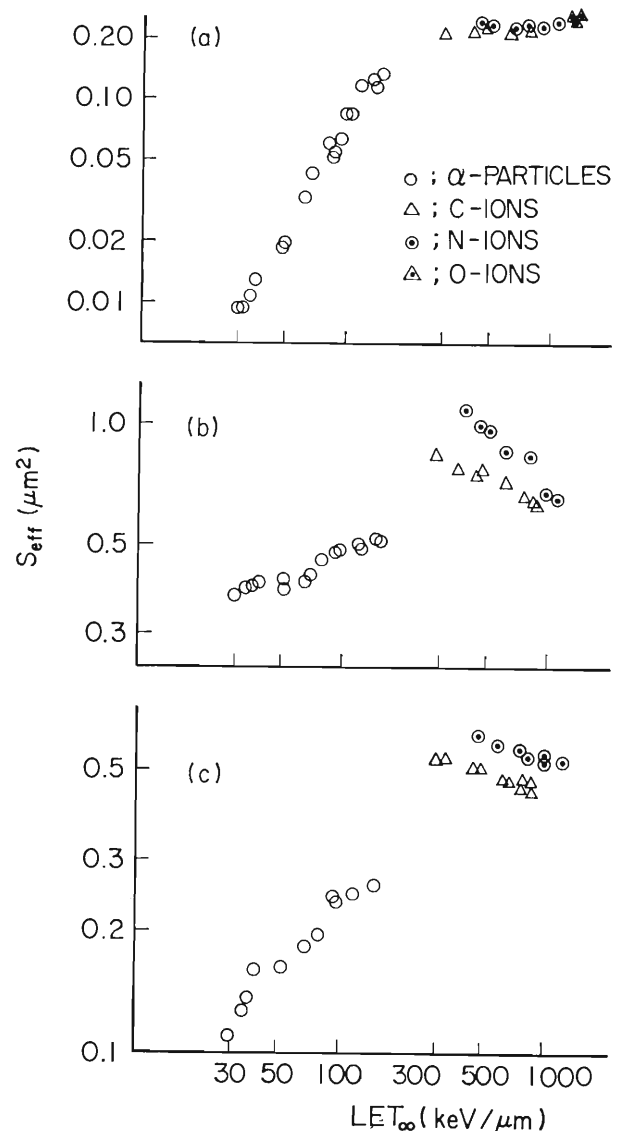 (a)
0.20
0.10
0.05
0.02
0.01
○ ; α-PARTICLES
△ ; C-IONS
⊙ ; N-IONS
◬ ; O-IONS
(b)
1.0
0.5
0.3
S_eff (μm²)
(c)
0.5
0.3
0.2
0.1
30 50 100 300 500 1000
LET∞ (keV/μm)